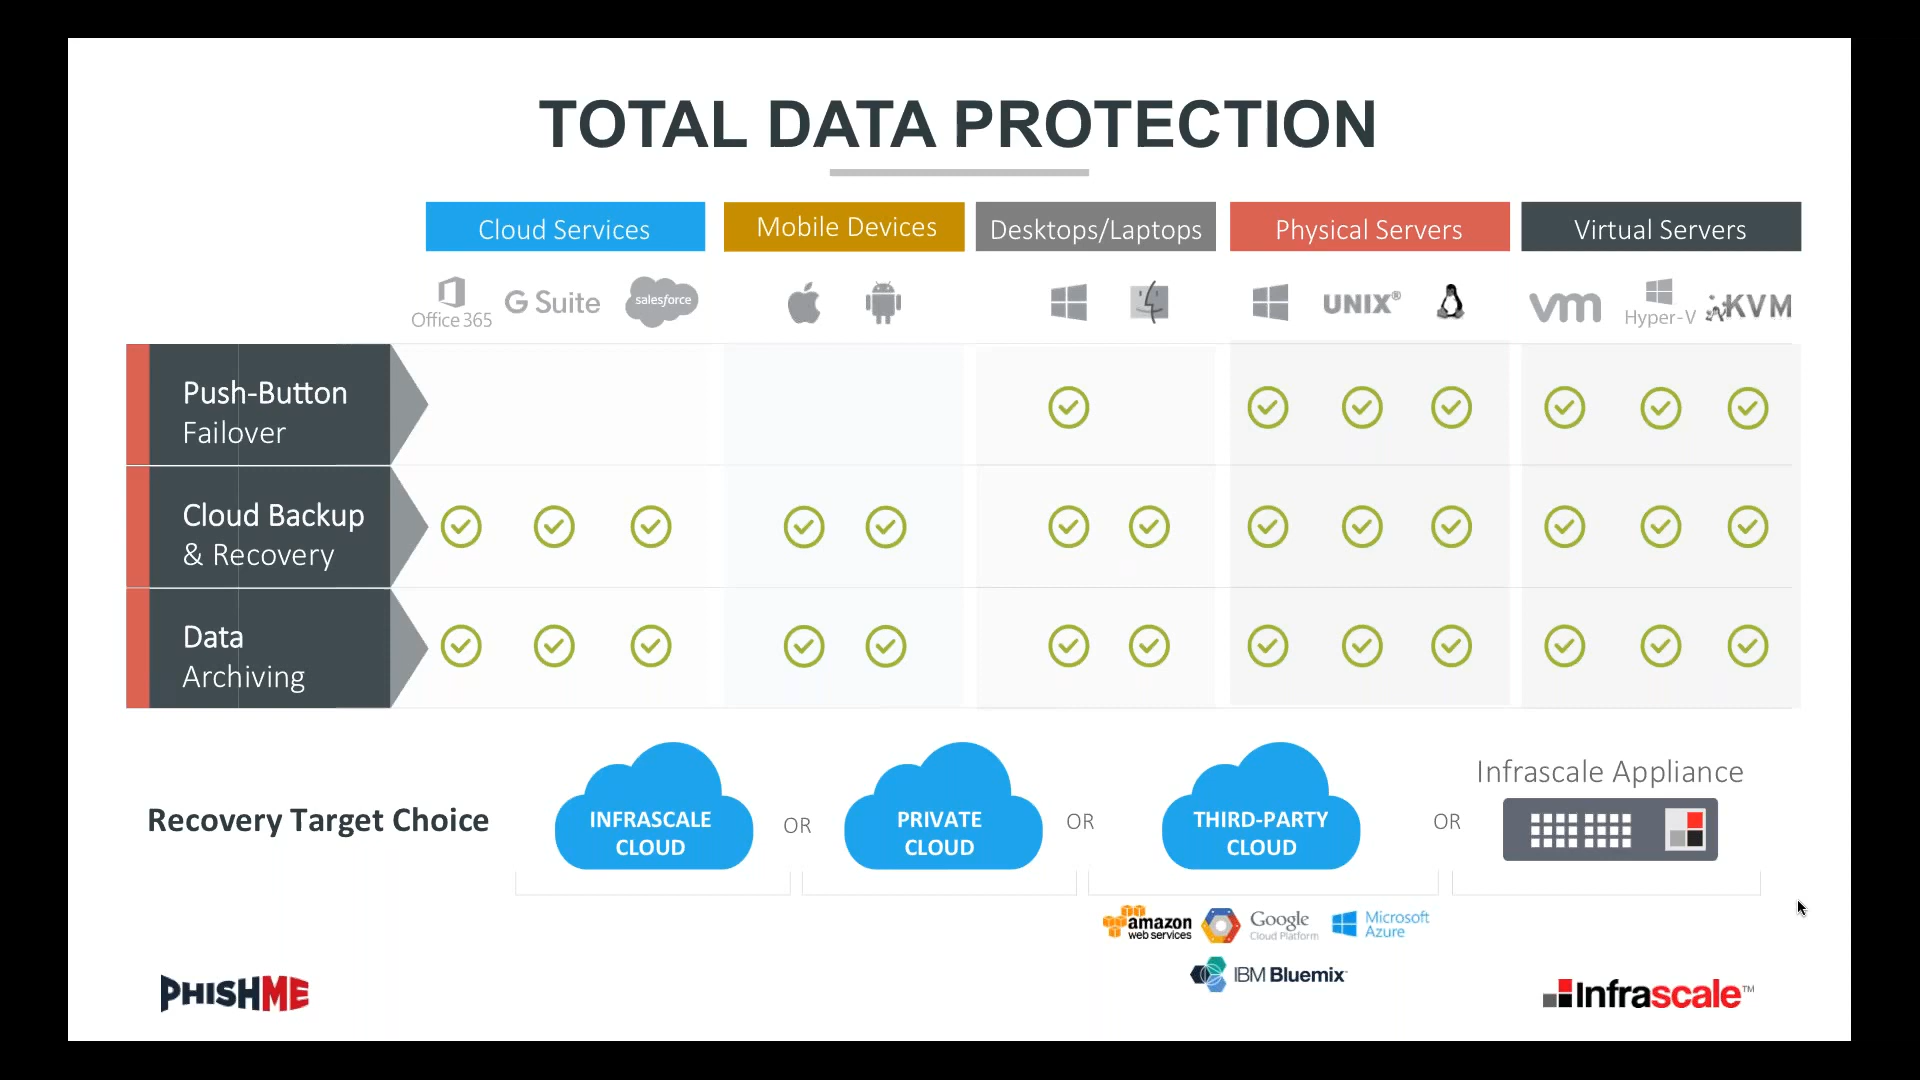 TOTAL DATA PROTECTION
Cloud Services
Mobile Devices
Desktops/Laptops
Physical Servers
Virtual Servers
Office 365
G Suite
salesforce
UNIX®
vm
Hyper-V
KVM
Push-Button
Failover
Cloud Backup
& Recovery
Data
Archiving
Recovery Target Choice
INFRASCALE
CLOUD
OR
PRIVATE
CLOUD
OR
THIRD-PARTY
CLOUD
OR
Infrascale Appliance
amazon
web services
Google
Cloud Platform
Microsoft
Azure
IBM Bluemix
PHISHME
Infrascale™